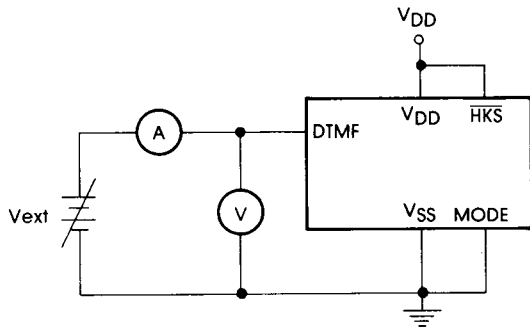 VDD
VDD HKS
A
DTMF
Vext
V
VSS MODE